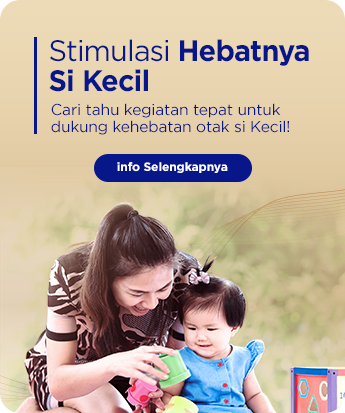 Stimulasi Hebatnya
Si Kecil
Cari tahu kegiatan tepat untuk
dukung kehebatan otak si Kecil!
info Selengkapnya